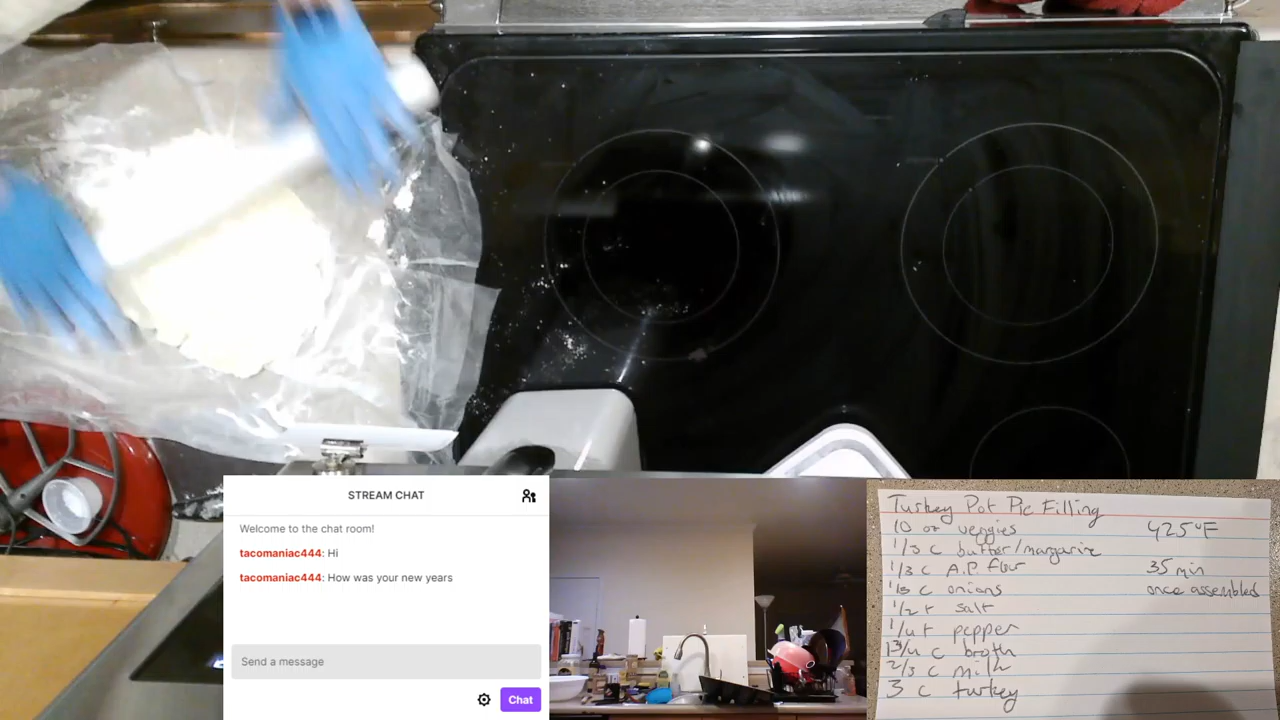 STREAM CHAT
Welcome to the chat room!
tacomaniac444: Hi
tacomaniac444: How was your new years
Send a message
Chat
Turkey Pot Pie Filling
10 oz veggies 425°F
1/3 c butter/margarine
1/3 c A.P. flour 35 min
1/3 c onions once assembled
1/2 t salt
1/4 t pepper
1 3/4 c broth
2/3 c milk
3 c turkey